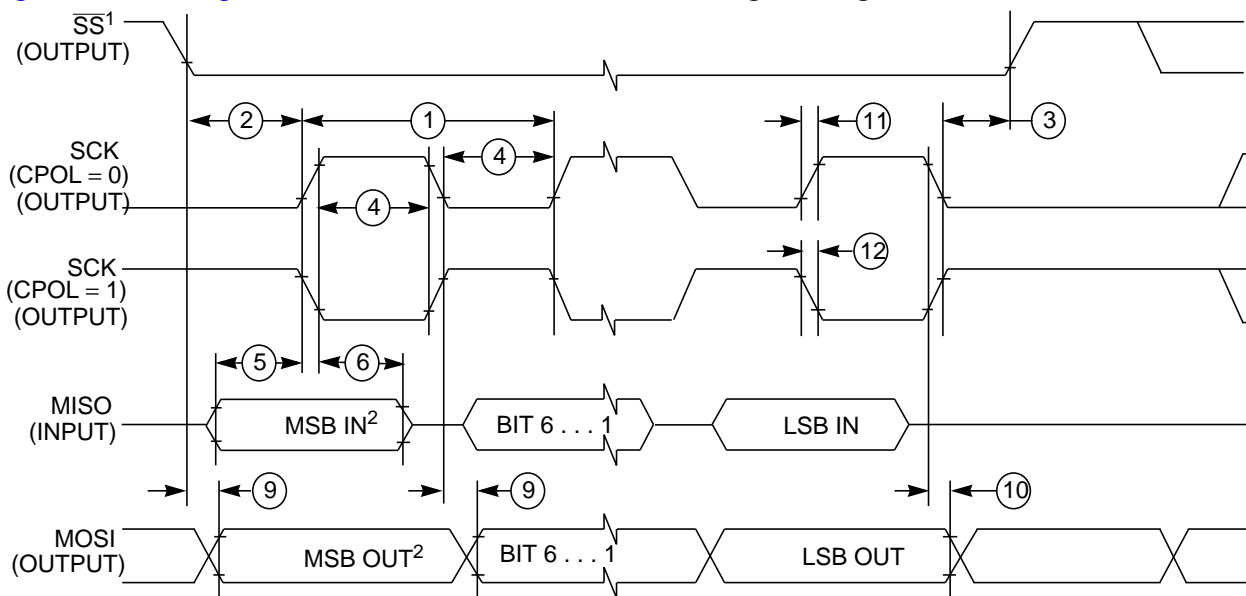 SS1
(OUTPUT)
2
1
11
3
SCK
(CPOL = 0)
(OUTPUT)
4
4
12
SCK
(CPOL = 1)
(OUTPUT)
5
6
MISO
(INPUT)
MSB IN2
BIT 6 . . . 1
LSB IN
9
9
10
MOSI
(OUTPUT)
MSB OUT2
BIT 6 . . . 1
LSB OUT